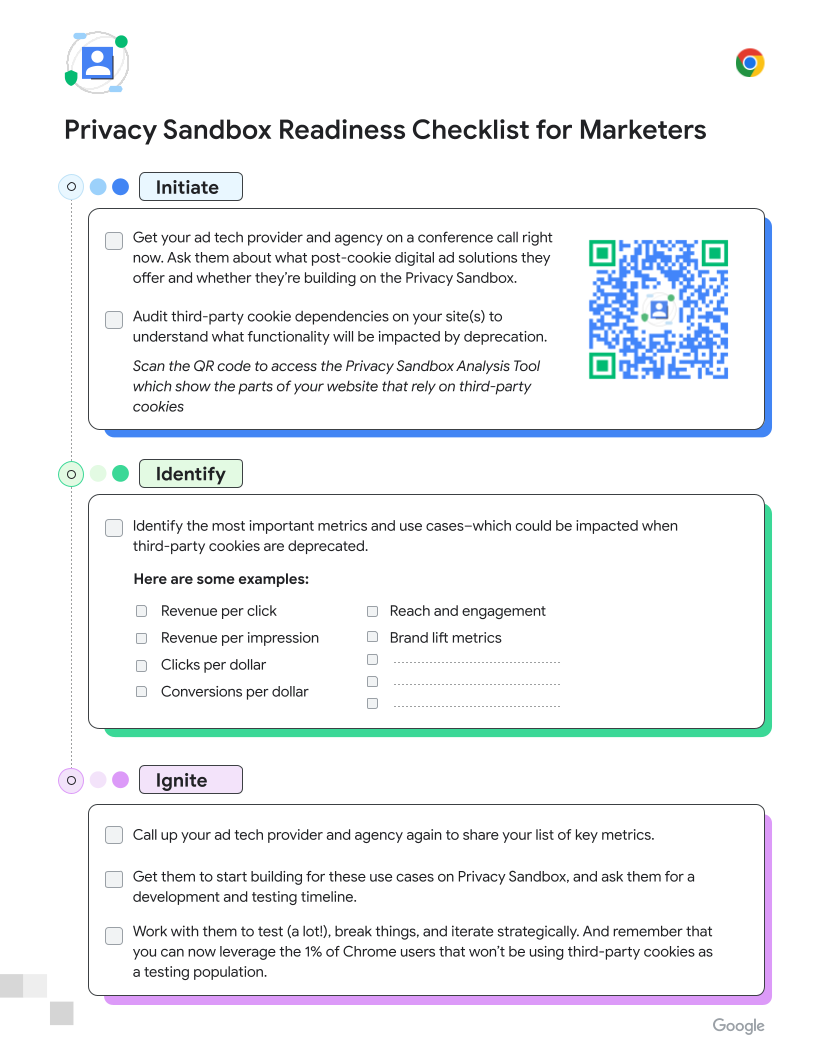 Privacy Sandbox Readiness Checklist for Marketers
Initiate
Get your ad tech provider and agency on a conference call right
now. Ask them about what post-cookie digital ad solutions they
offer and whether they're building on the Privacy Sandbox.
Audit third-party cookie dependencies on your site(s) to
understand what functionality will be impacted by deprecation.
Scan the QR code to access the Privacy Sandbox Analysis Tool
which show the parts of your website that rely on third-party
cookies
Identify
Identify the most important metrics and use cases–which could be impacted when
third-party cookies are deprecated.
Here are some examples:
Revenue per click
Revenue per impression
Clicks per dollar
Conversions per dollar
Reach and engagement
Brand lift metrics
Ignite
Call up your ad tech provider and agency again to share your list of key metrics.
Get them to start building for these use cases on Privacy Sandbox, and ask them for a
development and testing timeline.
Work with them to test (a lot!), break things, and iterate strategically. And remember that
you can now leverage the 1% of Chrome users that won't be using third-party cookies as
a testing population.
Google